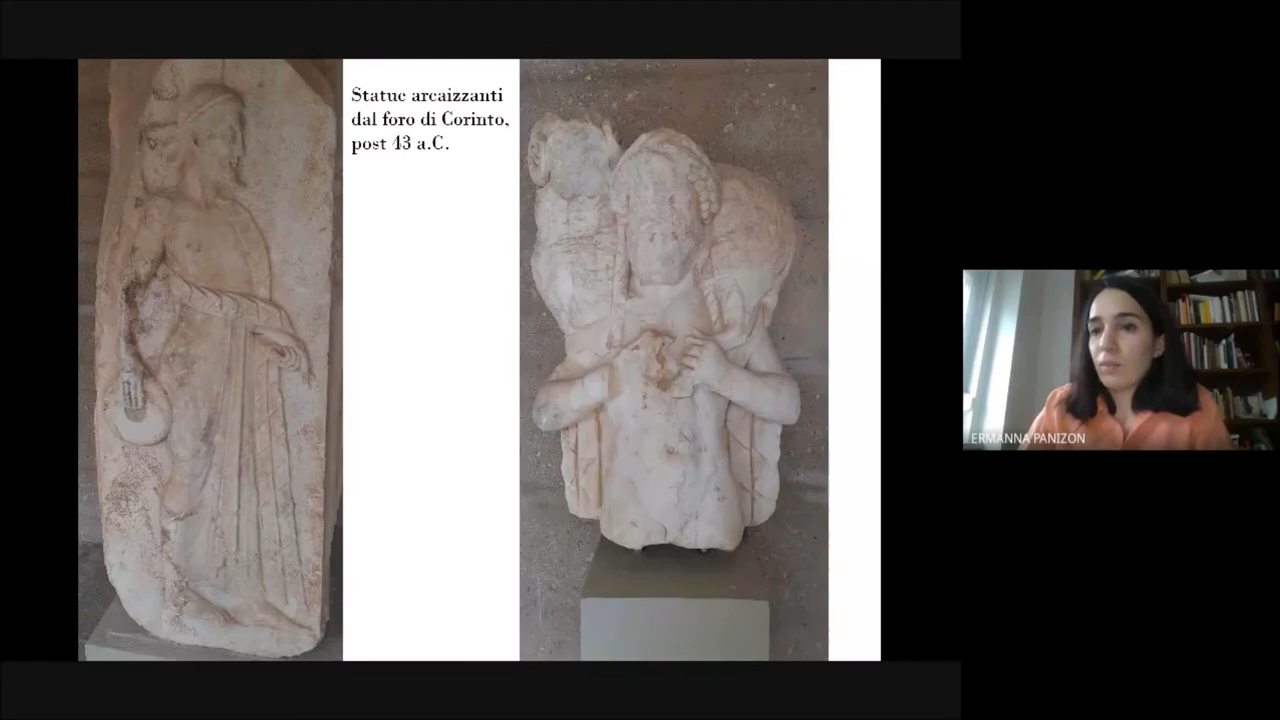 Statue arcaizzanti
dal foro di Corinto,
post 43 a.C.
ERMANNA PANIZON